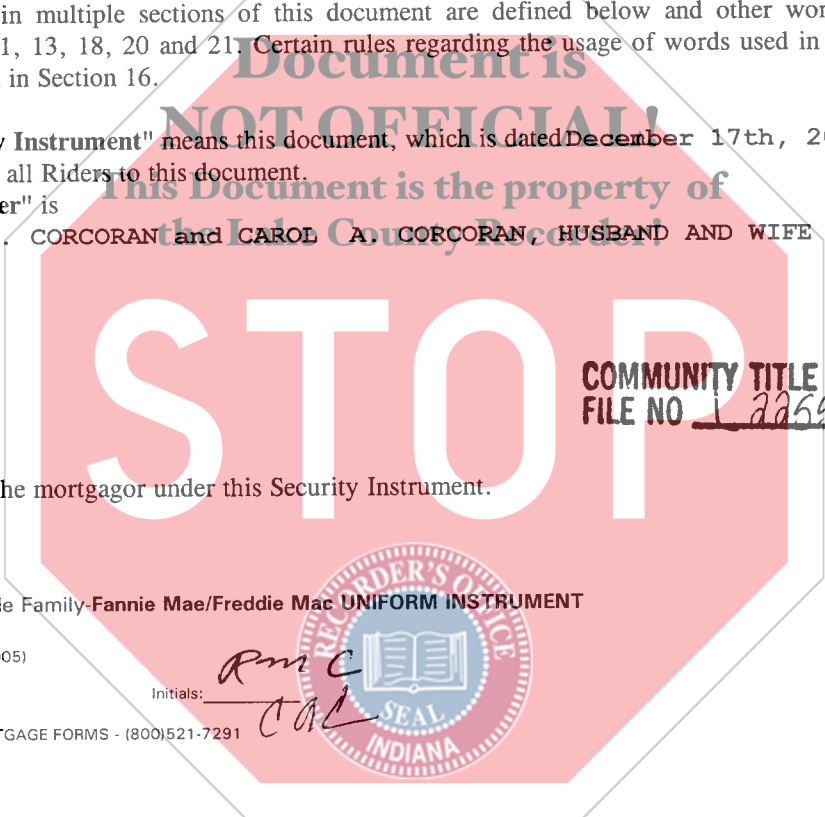 in multiple sections of this document are defined below and other wor
1, 13, 18, 20 and 21. Certain rules regarding the usage of words used in
in Section 16.
Document is
NOT OFFICIAL!
Instrument" means this document, which is dated December 17th, 2
all Riders to this document.
This Document is the property of
er" is
the Lake County Recorder!
. CORCORAN and CAROL A. CORCORAN, HUSBAND AND WIFE
STOP
COMMUNITY TITLE
FILE NO
he mortgagor under this Security Instrument.
RECORDER'S OFFICE
e Family-Fannie Mae/Freddie Mac UNIFORM INSTRUMENT
05)
RMC
Initials:
CAC
SEAL
TGAGE FORMS - (800)521-7291
INDIANA